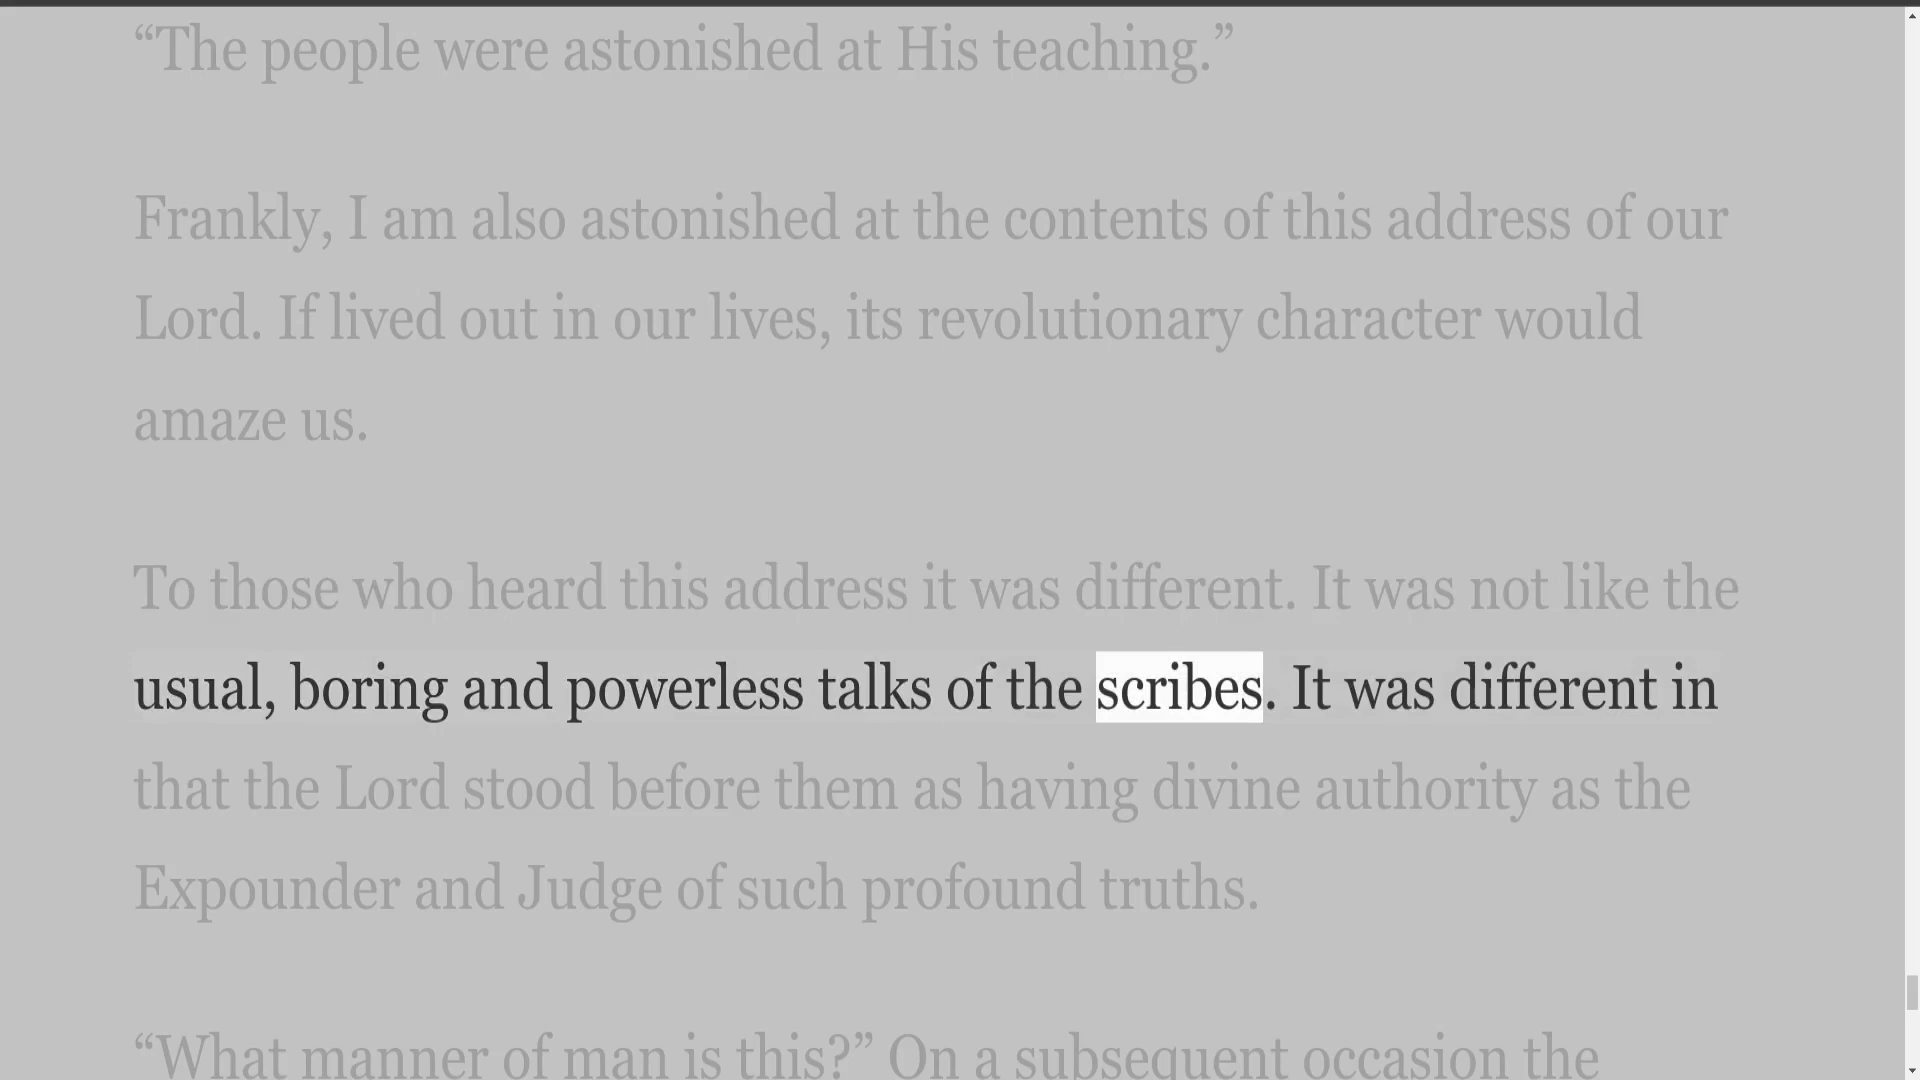 “The people were astonished at His teaching.”
Frankly, I am also astonished at the contents of this address of our
Lord. If lived out in our lives, its revolutionary character would
amaze us.
To those who heard this address it was different. It was not like the
usual, boring and powerless talks of the scribes. It was different in
that the Lord stood before them as having divine authority as the
Expounder and Judge of such profound truths.
“What manner of man is this?” On a subsequent occasion the